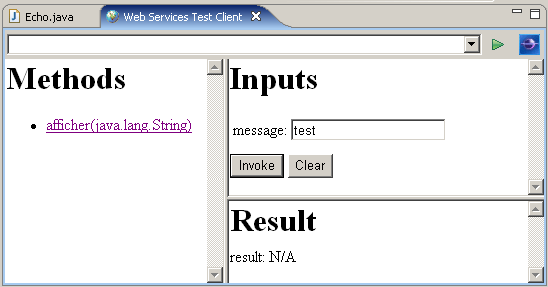 Echo.java
Web Services Test Client
Methods
afficher(java.lang.String)
Inputs
message: test
Invoke Clear
Result
result: N/A